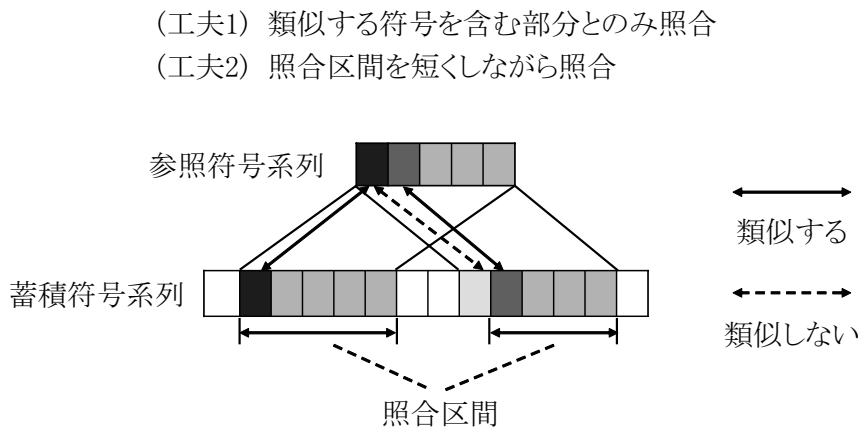 (工夫1) 類似する符号を含む部分とのみ照合
(工夫2) 照合区間を短くしながら照合
参照符号系列
類似する
蓄積符号系列
類似しない
照合区間